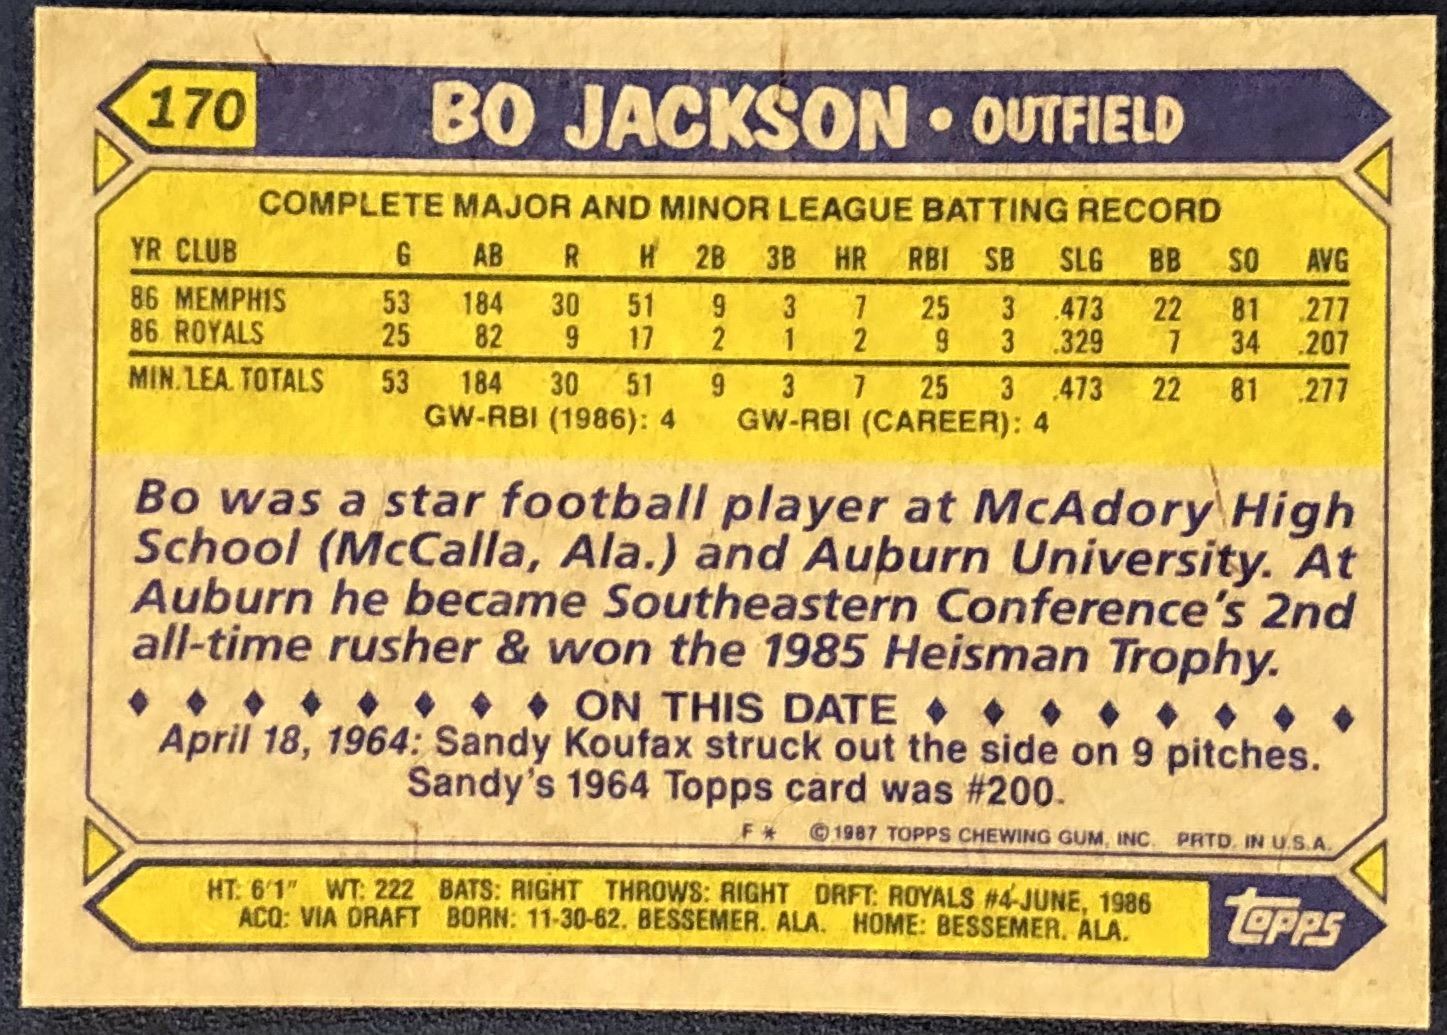 170 BO JACKSON • OUTFIELD
COMPLETE MAJOR AND MINOR LEAGUE BATTING RECORD
YR CLUB G AB R H 2B 3B HR RBI SB SLG BB SO AVG
86 MEMPHIS 53 184 30 51 9 3 7 25 3 .473 22 81 .277
86 ROYALS 25 82 9 17 2 1 2 9 3 .329 7 34 .207
MIN. LEA. TOTALS 53 184 30 51 9 3 7 25 3 .473 22 81 .277
GW-RBI (1986): 4 GW-RBI (CAREER): 4
Bo was a star football player at McAdory High
School (McCalla, Ala.) and Auburn University. At
Auburn he became Southeastern Conference's 2nd
all-time rusher & won the 1985 Heisman Trophy.
♦ ♦ ♦ ♦ ♦ ♦ ♦ ♦ ON THIS DATE ♦ ♦ ♦ ♦ ♦ ♦ ♦ ♦
April 18, 1964: Sandy Koufax struck out the side on 9 pitches.
Sandy's 1964 Topps card was #200.
F * © 1987 TOPPS CHEWING GUM, INC. PRTD. IN U.S.A.
HT: 6'1" WT: 222 BATS: RIGHT THROWS: RIGHT DRFT: ROYALS #4-JUNE, 1986
ACQ: VIA DRAFT BORN: 11-30-62, BESSEMER, ALA. HOME: BESSEMER, ALA.
topps